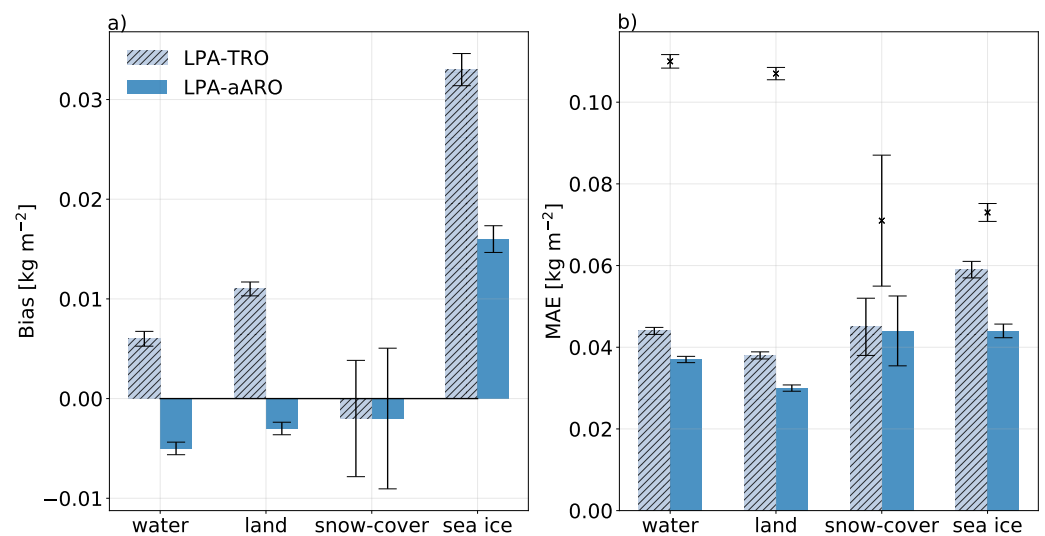 a)
LPA-TRO
LPA-aARO
Bias [kg m⁻²]
0.03
0.02
0.01
0.00
−0.01
water land snow-cover sea ice
b)
MAE [kg m⁻²]
0.10
0.08
0.06
0.04
0.02
0.00
water land snow-cover sea ice